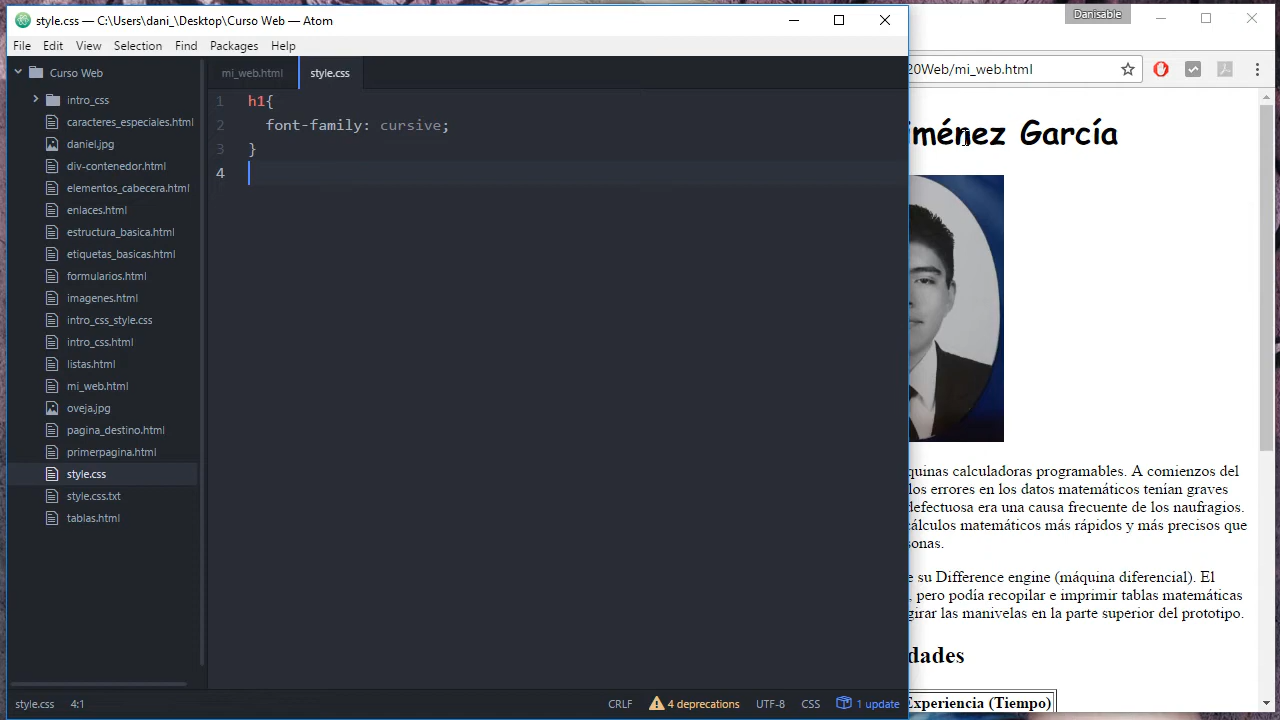 style.css — C:\Users\dani_\Desktop\Curso Web — Atom
File Edit View Selection Find Packages Help
Curso Web
intro_css
caracteres_especiales.html
daniel.jpg
div-contenedor.html
elementos_cabecera.html
enlaces.html
estructura_basica.html
etiquetas_basicas.html
formularios.html
imagenes.html
intro_css_style.css
intro_css.html
listas.html
mi_web.html
oveja.jpg
pagina_destino.html
primerpagina.html
style.css
style.css.txt
tablas.html
mi_web.html style.css
1 h1{
2 font-family: cursive;
3 }
4
style.css 4:1 CRLF 4 deprecations UTF-8 CSS 1 update
Danisable
20Web/mi_web.html
iménez García
quinas calculadoras programables. A comienzos del
los errores en los datos matemáticos tenían graves
defectuosa era una causa frecuente de los naufragios.
cálculos matemáticos más rápidos y más precisos que
sonas.
e su Difference engine (máquina diferencial). El
, pero podía recopilar e imprimir tablas matemáticas
girar las manivelas en la parte superior del prototipo.
dades
Experiencia (Tiempo)